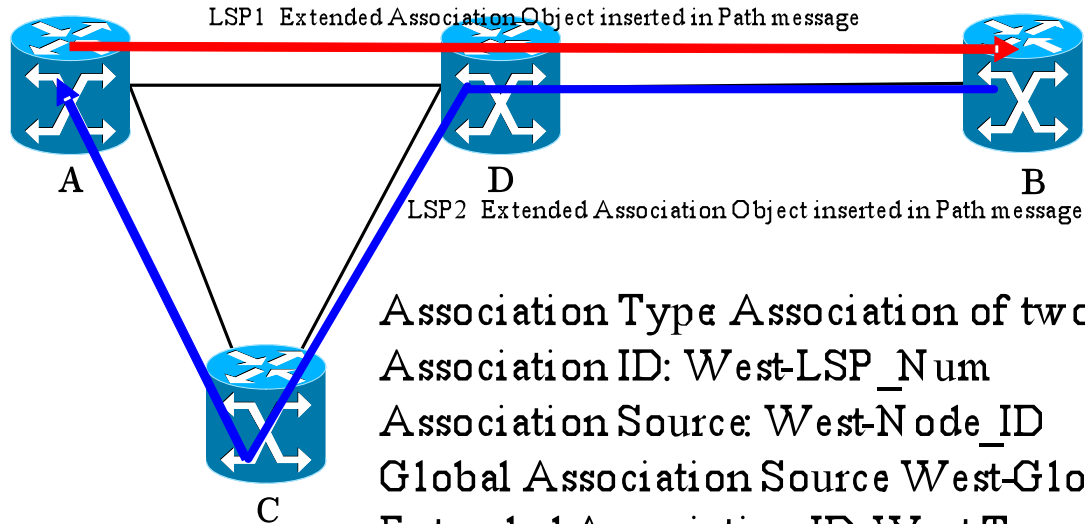 LSP1 Extended Association Object inserted in Path message
A
D
B
LSP2 Extended Association Object inserted in Path message
Association Type: Association of two
Association ID: West-LSP_Num
Association Source: West-Node_ID
Global Association Source West-Glo
C